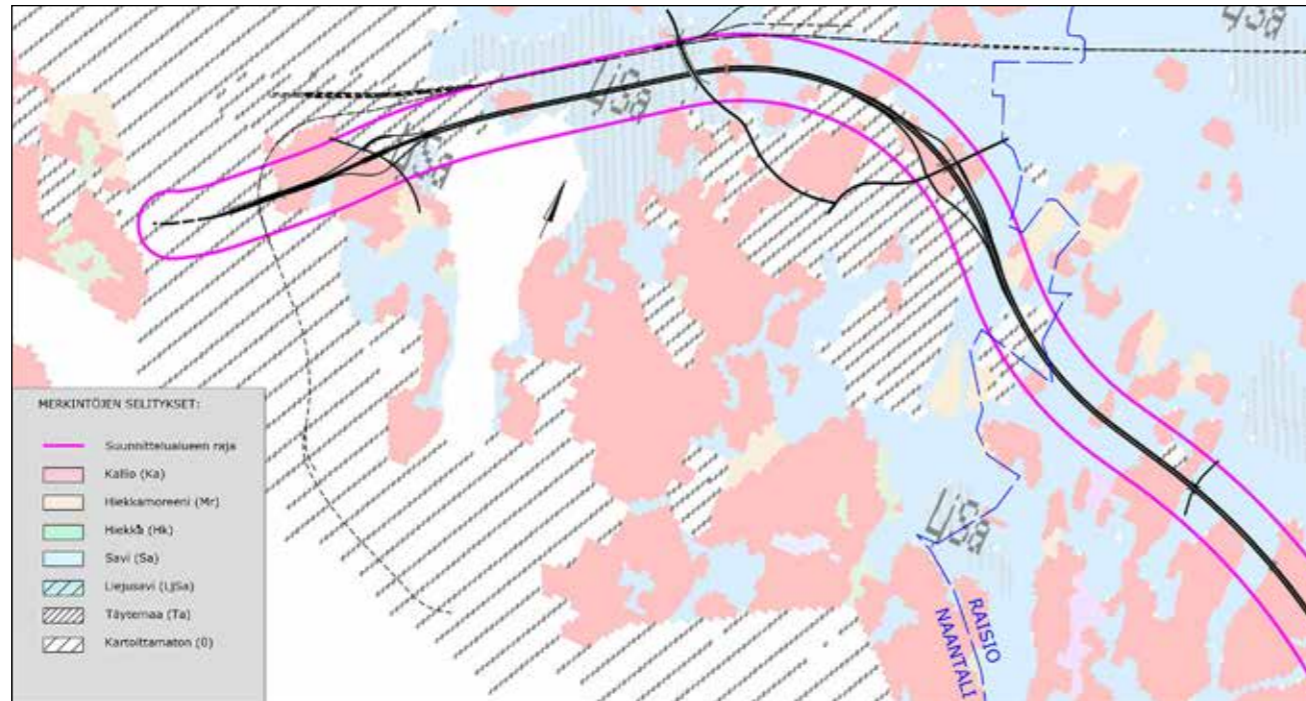 LjSa
LjSa
LjSa
LjSa
RAISIO
NAANTALI
MERKINTÖJEN SELITYKSET:
Suunnittelualueen raja
Kallio (Ka)
Hiekkamoreeni (Mr)
Hiekka (Hk)
Savi (Sa)
Liejusavi (LjSa)
Täytemaa (Ta)
Kartoittamaton (0)